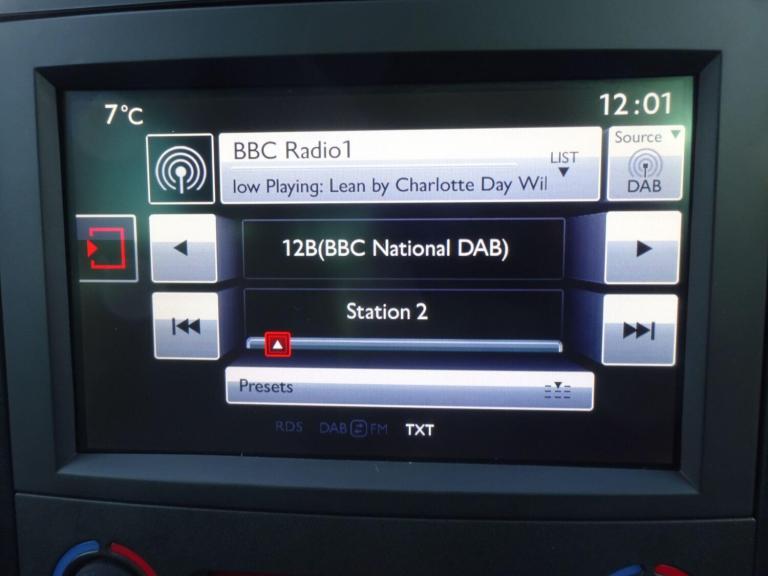 7°C
12:01
BBC Radio1
LIST
low Playing: Lean by Charlotte Day Wil
Source
DAB
12B(BBC National DAB)
Station 2
Presets
RDS DAB FM TXT